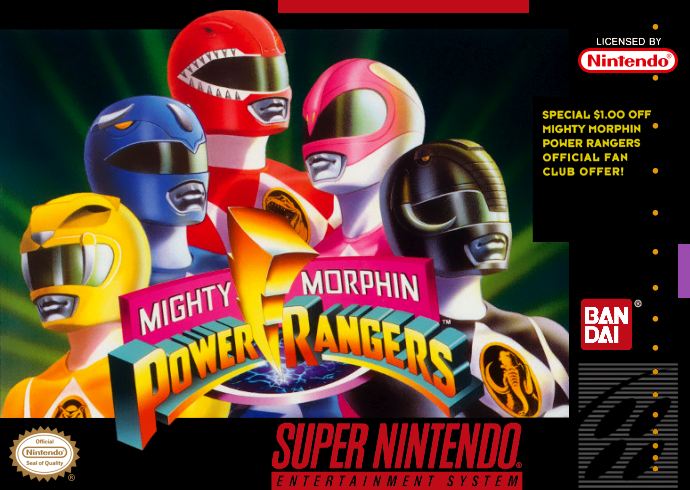 LICENSED BY
Nintendo®
SPECIAL $1.00 OFF
MIGHTY MORPHIN
POWER RANGERS
OFFICIAL FAN
CLUB OFFER!
MIGHTY MORPHIN
POWER RANGERS™
BAN
DAI
®
Official
Nintendo
Seal of Quality
®
SUPER NINTENDO®
ENTERTAINMENT SYSTEM